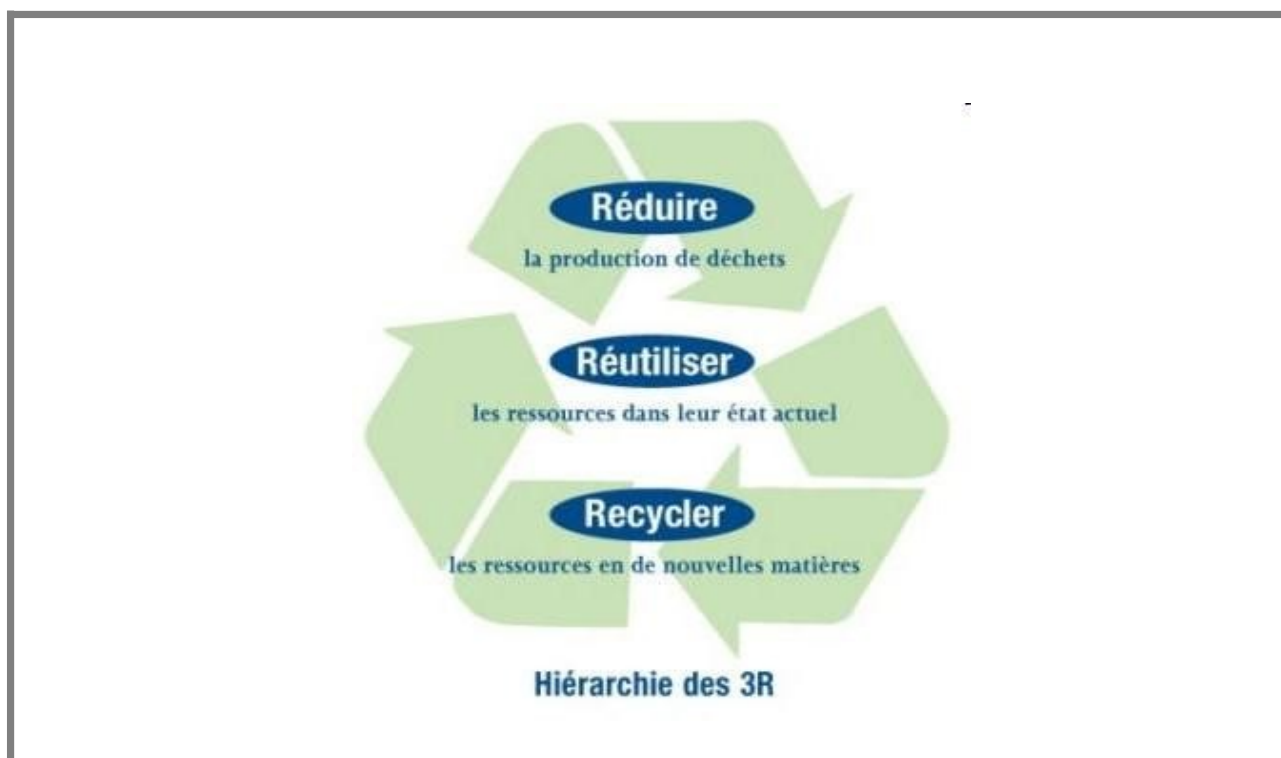 Réduire
la production de déchets
Réutiliser
les ressources dans leur état actuel
Recycler
les ressources en de nouvelles matières
Hiérarchie des 3R